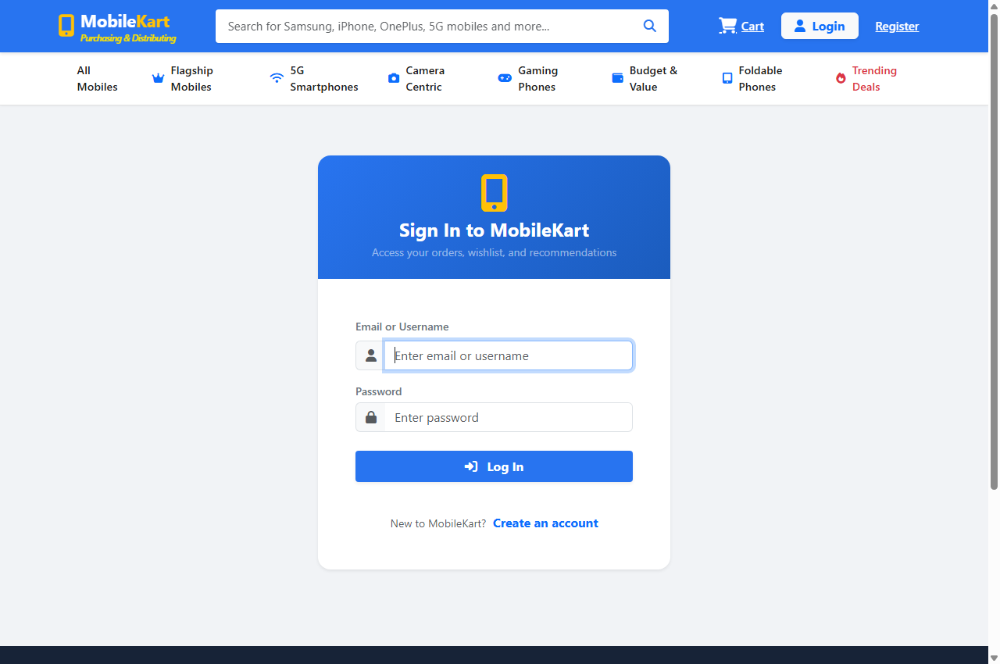 MobileKart
Purchasing & Distributing
Search for Samsung, iPhone, OnePlus, 5G mobiles and more...
Cart
Login
Register
All
Mobiles
Flagship
Mobiles
5G
Smartphones
Camera
Centric
Gaming
Phones
Budget &
Value
Foldable
Phones
Trending
Deals
Sign In to MobileKart
Access your orders, wishlist, and recommendations
Email or Username
Enter email or username
Password
Enter password
Log In
New to MobileKart? Create an account